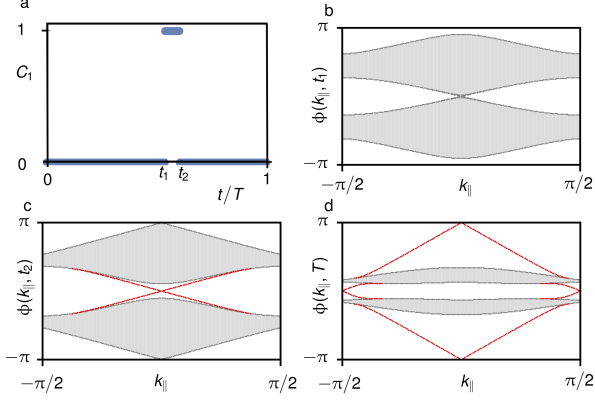 a
1
C₁
0
t₁ t₂
0
t/T
1
b
π
ϕ(k∥, t₁)
−π
−π/2
k∥
π/2
c
π
ϕ(k∥, t₂)
−π
−π/2
k∥
π/2
d
π
ϕ(k∥, T)
−π
−π/2
k∥
π/2